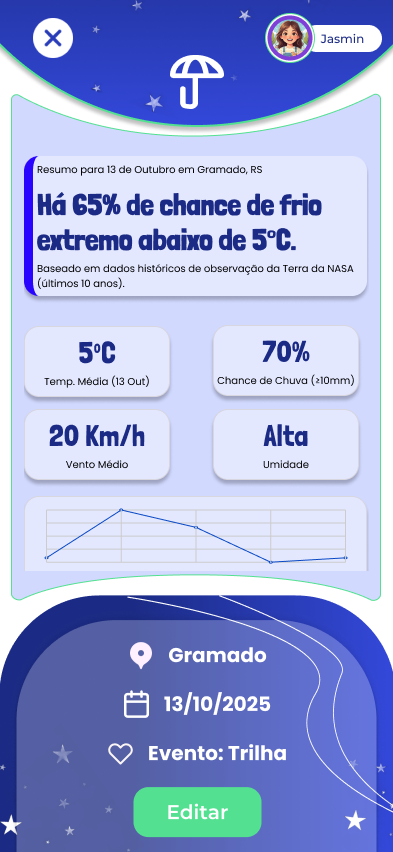 Jasmin
Resumo para 13 de Outubro em Gramado, RS
Há 65% de chance de frio
extremo abaixo de 5°C.
Baseado em dados históricos de observação da Terra da NASA
(últimos 10 anos).
5°C
Temp. Média (13 Out)
70%
Chance de Chuva (≥10mm)
20 Km/h
Vento Médio
Alta
Umidade
Gramado
13/10/2025
Evento: Trilha
Editar